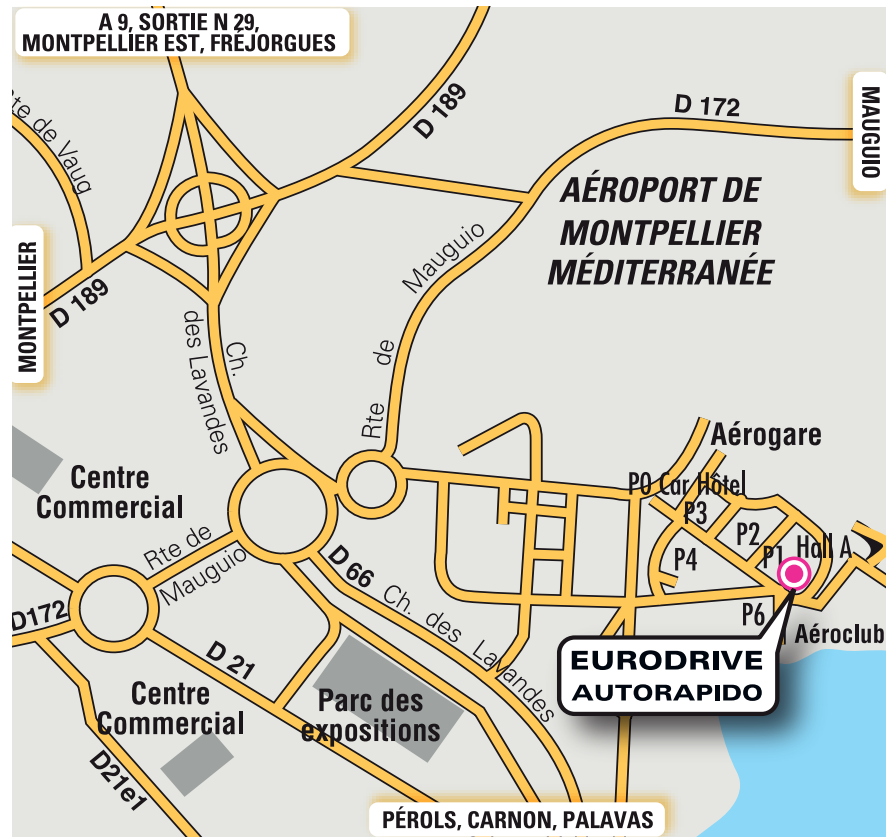 A 9, SORTIE N 29,
MONTPELLIER EST, FRÉJORGUES
D 189
D 172
MAUGUIO
Rte de Vaug
AÉROPORT DE
MONTPELLIER
MÉDITERRANÉE
MONTPELLIER
D 189
Ch.
des Lavandes
Rte de Mauguio
Aérogare
Centre
Commercial
P0 Car Hôtel
P3
P2
P4
P1
Hall A
Rte de
Mauguio
D 66
Ch. des Lavandes
D172
P6
Aéroclub
D 21
EURODRIVE
AUTORAPIDO
Centre
Commercial
Parc des
expositions
D21e1
PÉROLS, CARNON, PALAVAS